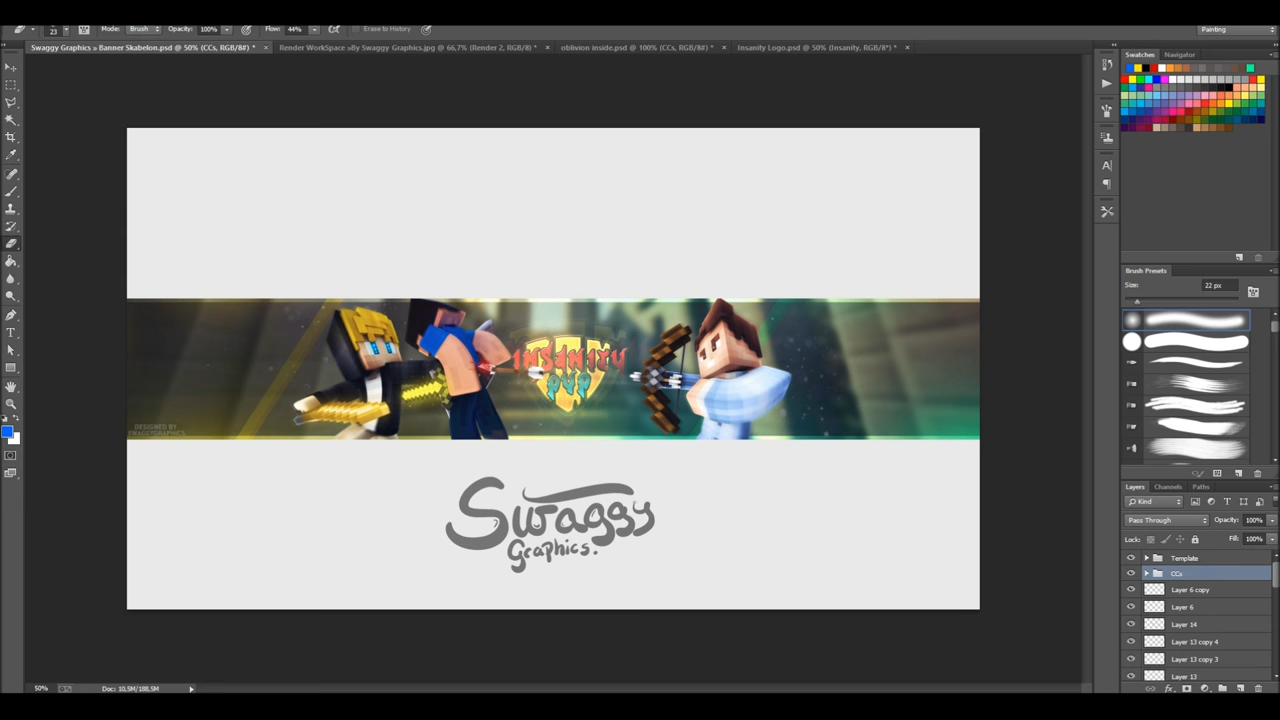 23 Mode: Brush Opacity: 100% Flow: 44% Erase to History Painting
Swaggy Graphics » Banner Skabelon.psd @ 50% (CCs, RGB/8#) * × Render WorkSpace »By Swaggy Graphics.jpg @ 66,7% (Render 2, RGB/8) * × oblivion inside.psd @ 100% (CCs, RGB/8#) * × Insanity Logo.psd @ 50% (Insanity, RGB/8*) * ×
Swatches Navigator
Brush Presets
Size: 22 px
INSANITY
PVP
DESIGNED BY
SWAGGYGRAPHICS
Swaggy
Graphics.
Layers Channels Paths
Kind
Pass Through Opacity: 100%
Lock: Fill: 100%
Template
CCs
Layer 6 copy
Layer 6
Layer 14
Layer 13 copy 4
Layer 13 copy 3
Layer 13
50% Doc: 10,5M/188,5M